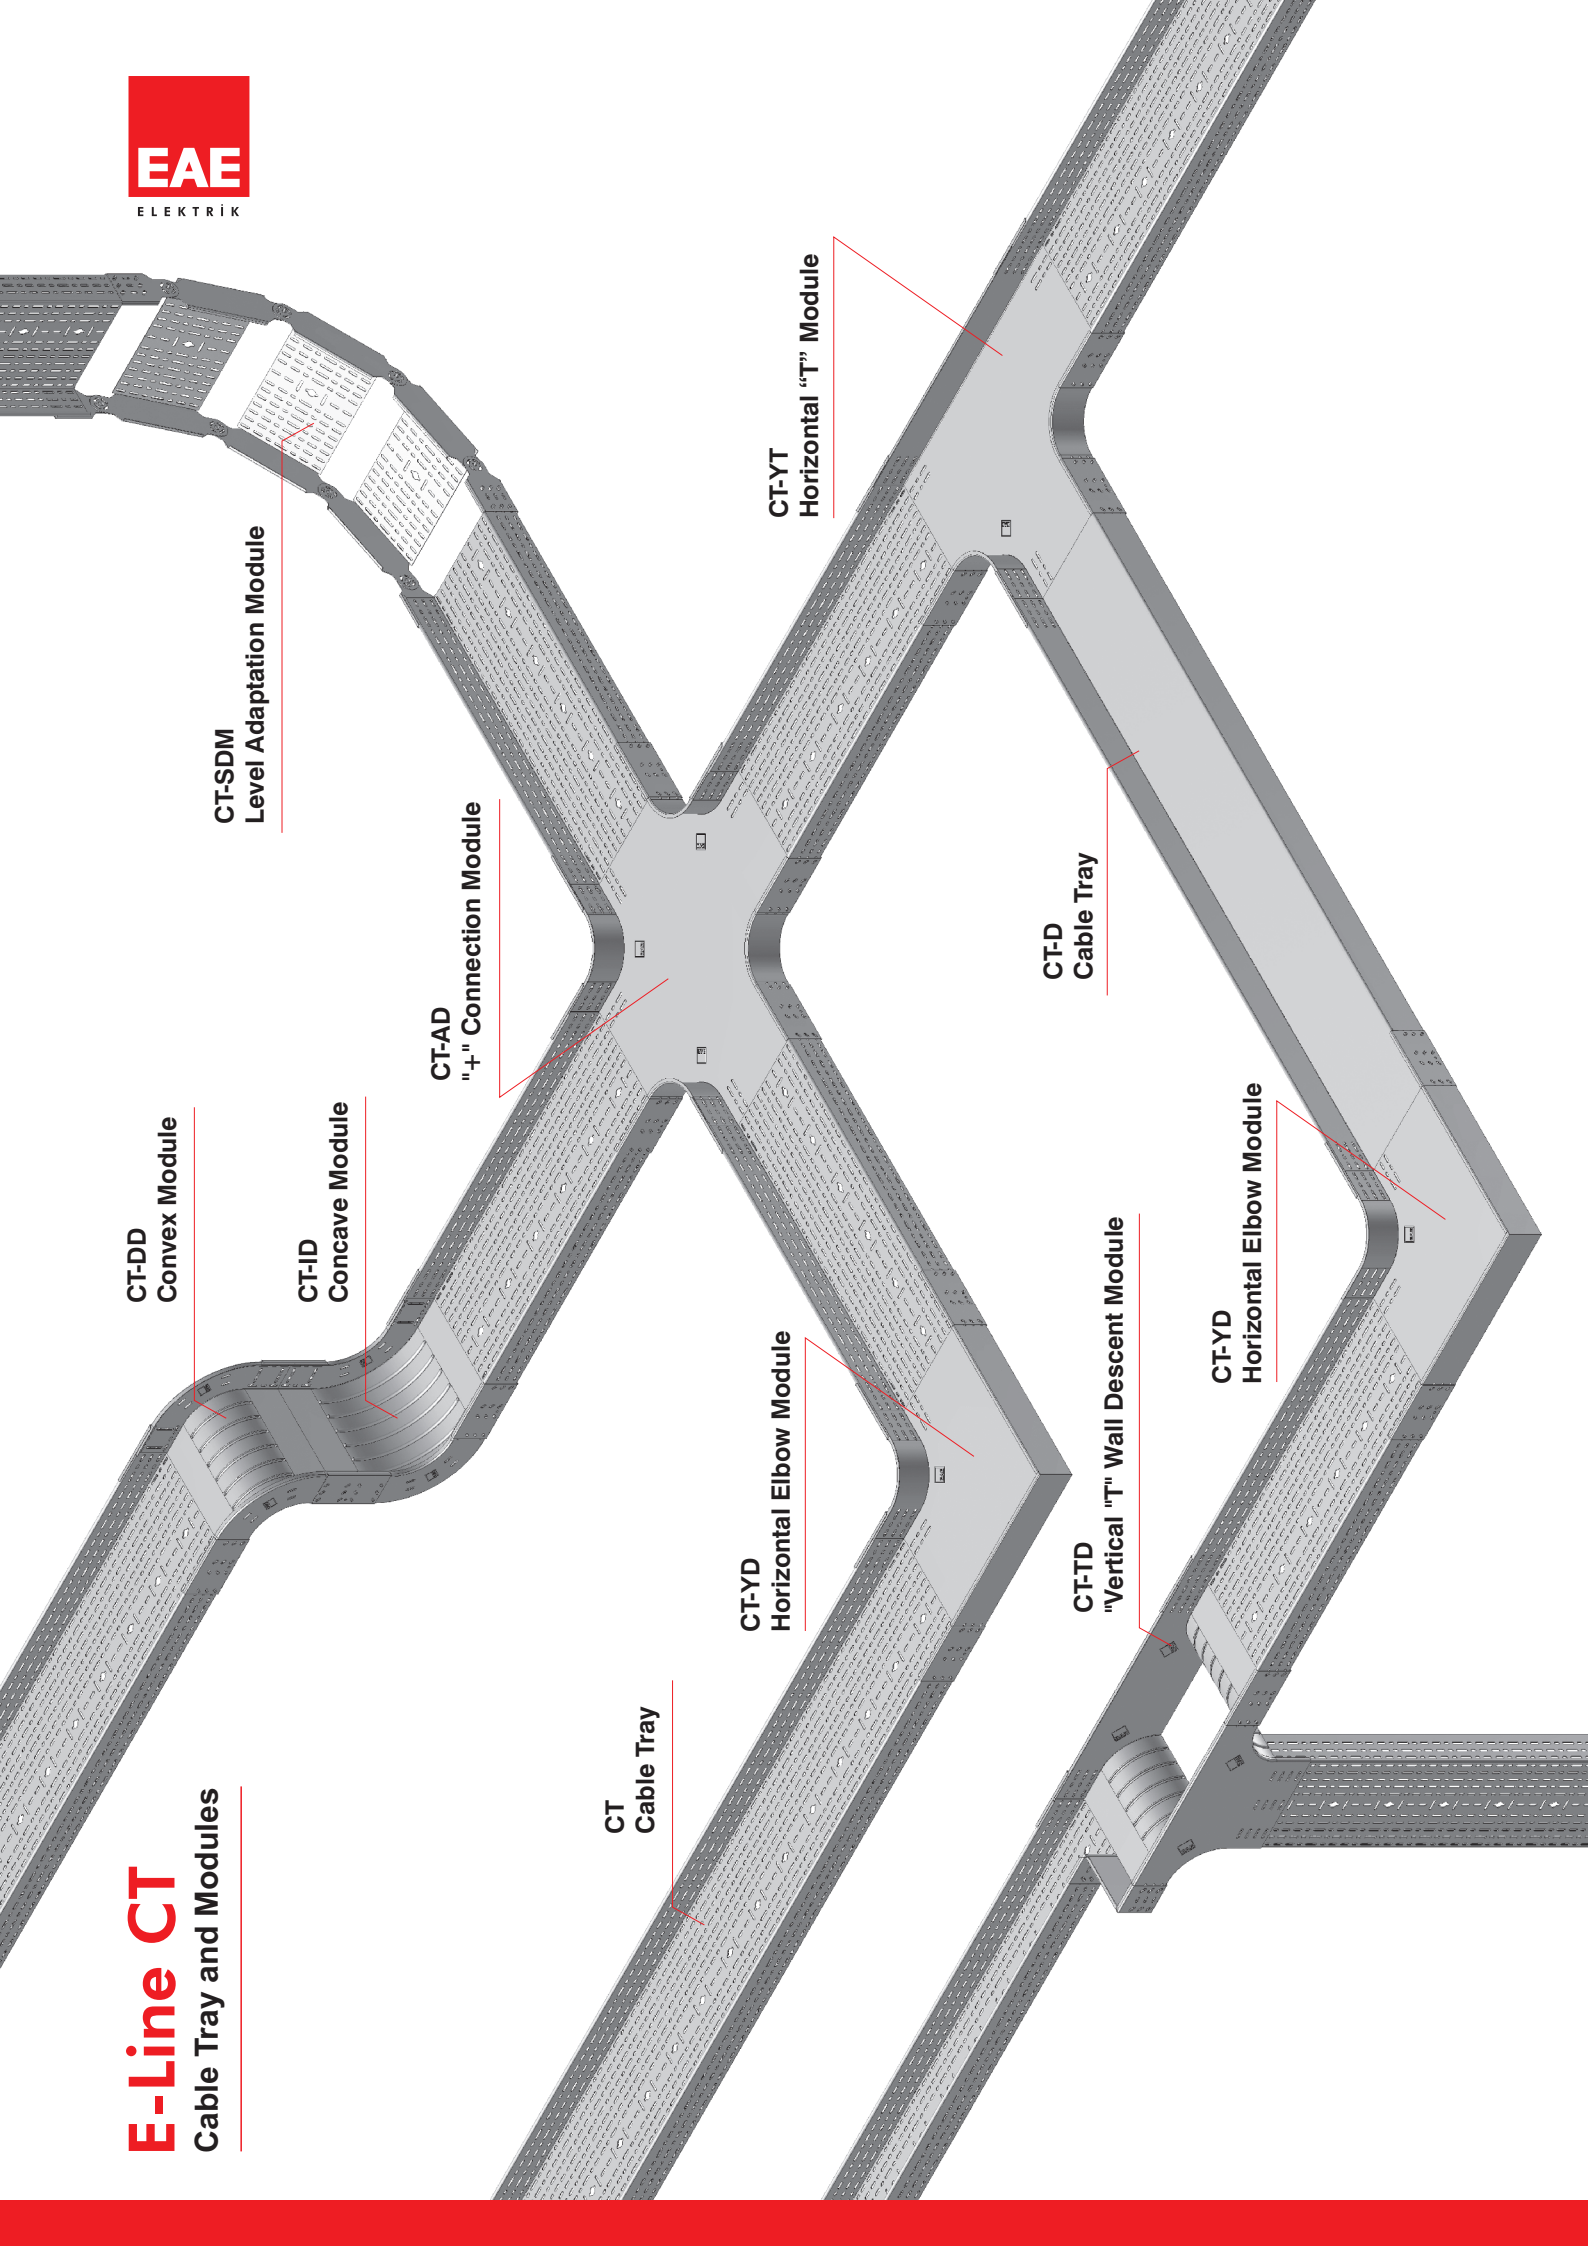 EAE
ELEKTRİK
E-Line CT
Cable Tray and Modules
CT-DD
Convex Module
CT-ID
Concave Module
CT-SDM
Level Adaptation Module
CT-AD
"+" Connection Module
CT-YT
Horizontal “T” Module
CT
Cable Tray
CT-YD
Horizontal Elbow Module
CT-D
Cable Tray
CT-TD
"Vertical "T" Wall Descent Module
CT-YD
Horizontal Elbow Module